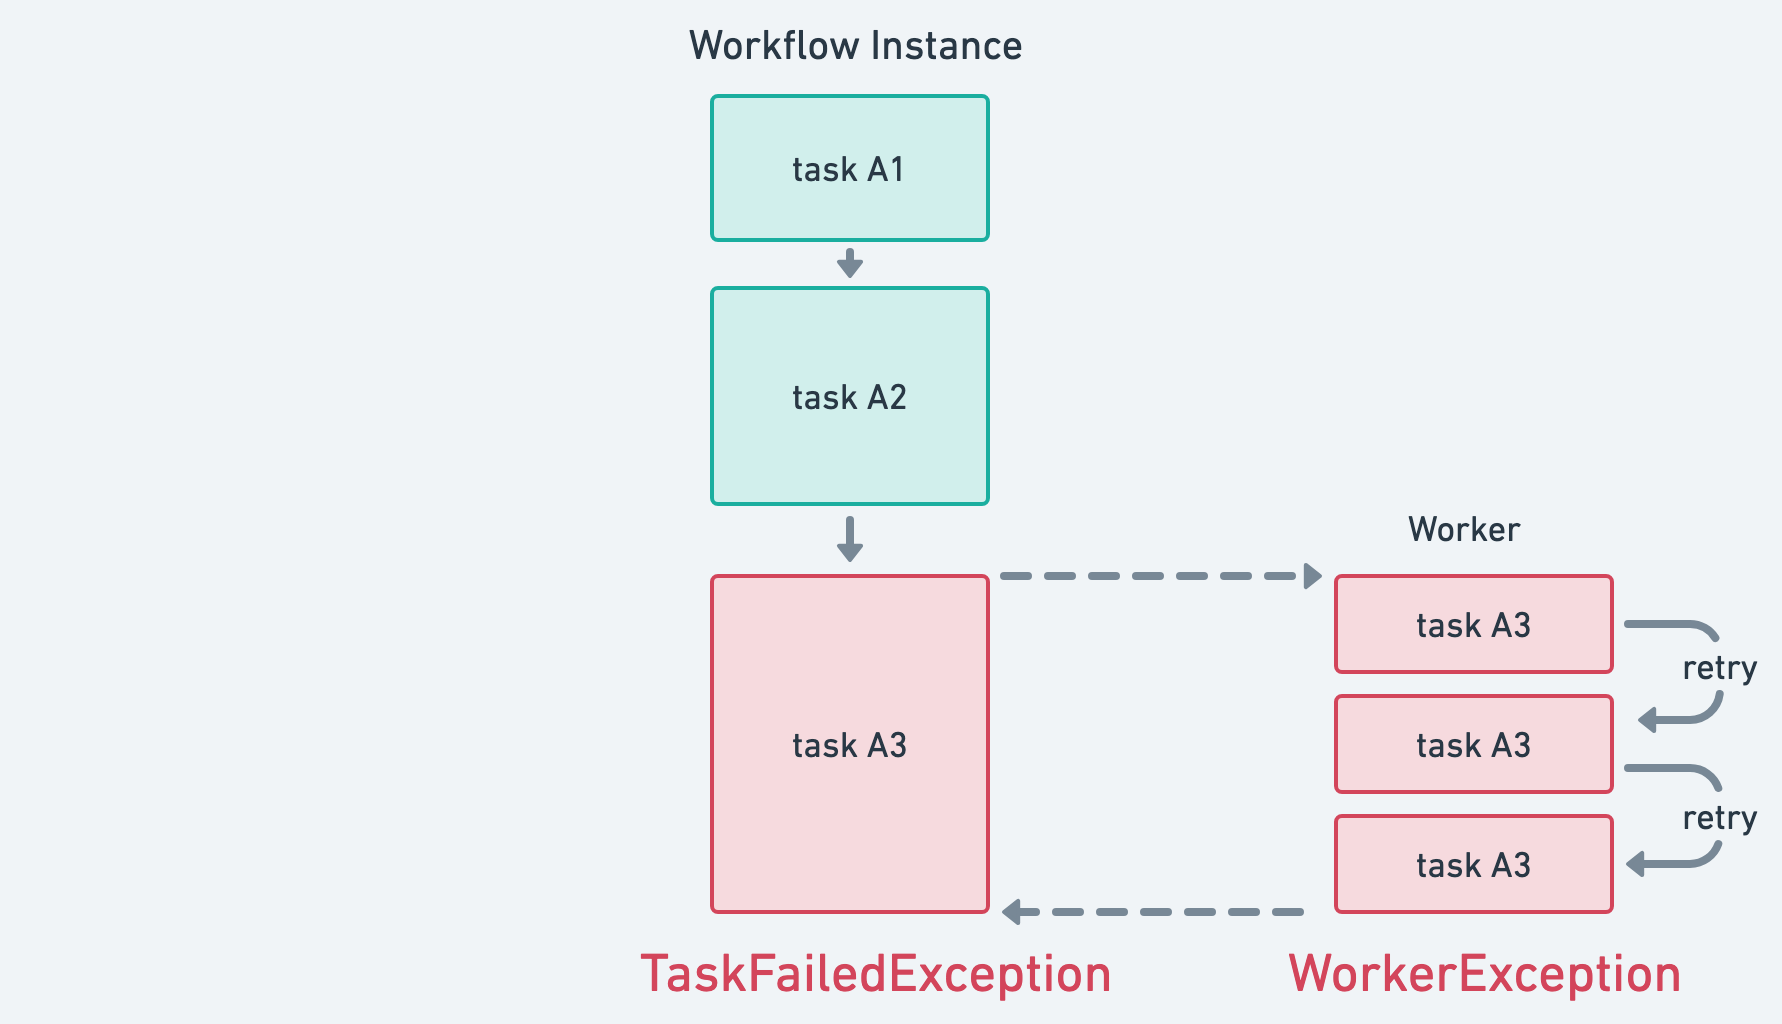 Workflow Instance
task A1
task A2
Worker
task A3
task A3
retry
task A3
retry
task A3
TaskFailedException
WorkerException